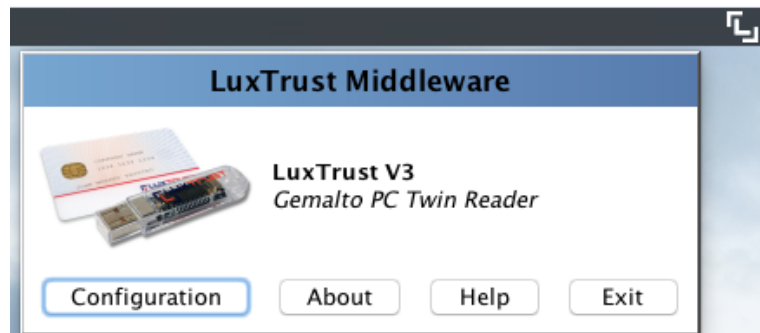 LuxTrust Middleware
LuxTrust V3
Gemalto PC Twin Reader
Configuration
About
Help
Exit